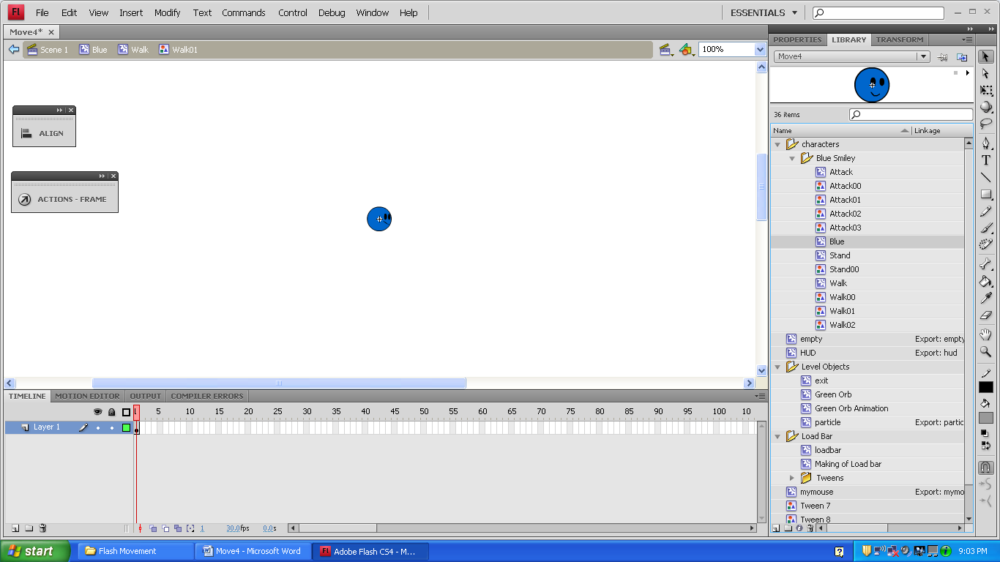 Fl File Edit View Insert Modify Text Commands Control Debug Window Help ESSENTIALS
Move4*
Scene 1 Blue Walk Walk01 100%
PROPERTIES LIBRARY TRANSFORM
Move4
36 items
Name Linkage
characters
Blue Smiley
Attack
Attack00
Attack01
Attack02
Attack03
Blue
Stand
Stand00
Walk
Walk00
Walk01
Walk02
empty Export: empty
HUD Export: hud
Level Objects
exit
Green Orb
Green Orb Animation
particle Export: partic
Load Bar
loadbar
Making of Load bar
Tweens
mymouse Export: mymo
Tween 7
Tween 8
ALIGN
ACTIONS - FRAME
TIMELINE MOTION EDITOR OUTPUT COMPILER ERRORS
1 5 10 15 20 25 30 35 40 45 50 55 60 65 70 75 80 85 90 95 100 10
Layer 1
1 30.0fps 0.0s
start Flash Movement Move4 - Microsoft Word Fl Adobe Flash CS4 - M... 9:03 PM